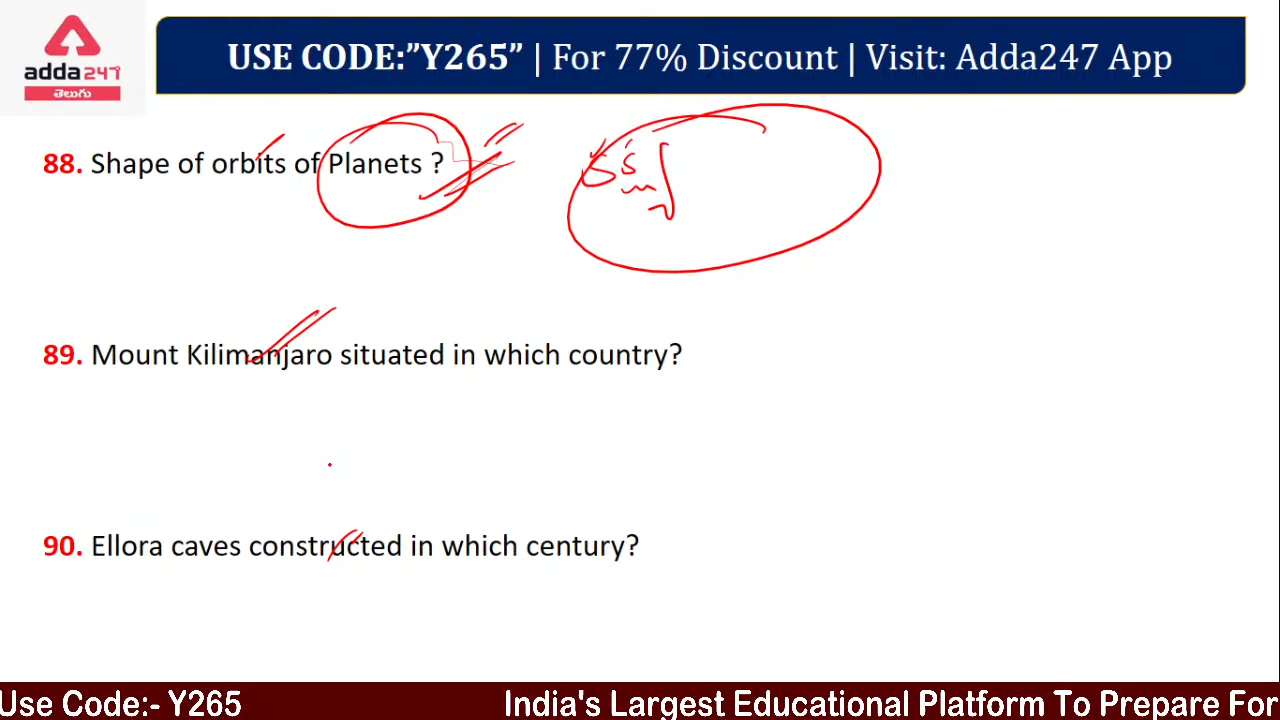 adda247
తెలుగు
USE CODE:”Y265” | For 77% Discount | Visit: Adda247 App
88. Shape of orbits of Planets ?
89. Mount Kilimanjaro situated in which country?
90. Ellora caves constructed in which century?
Use Code:- Y265
India's Largest Educational Platform To Prepare For